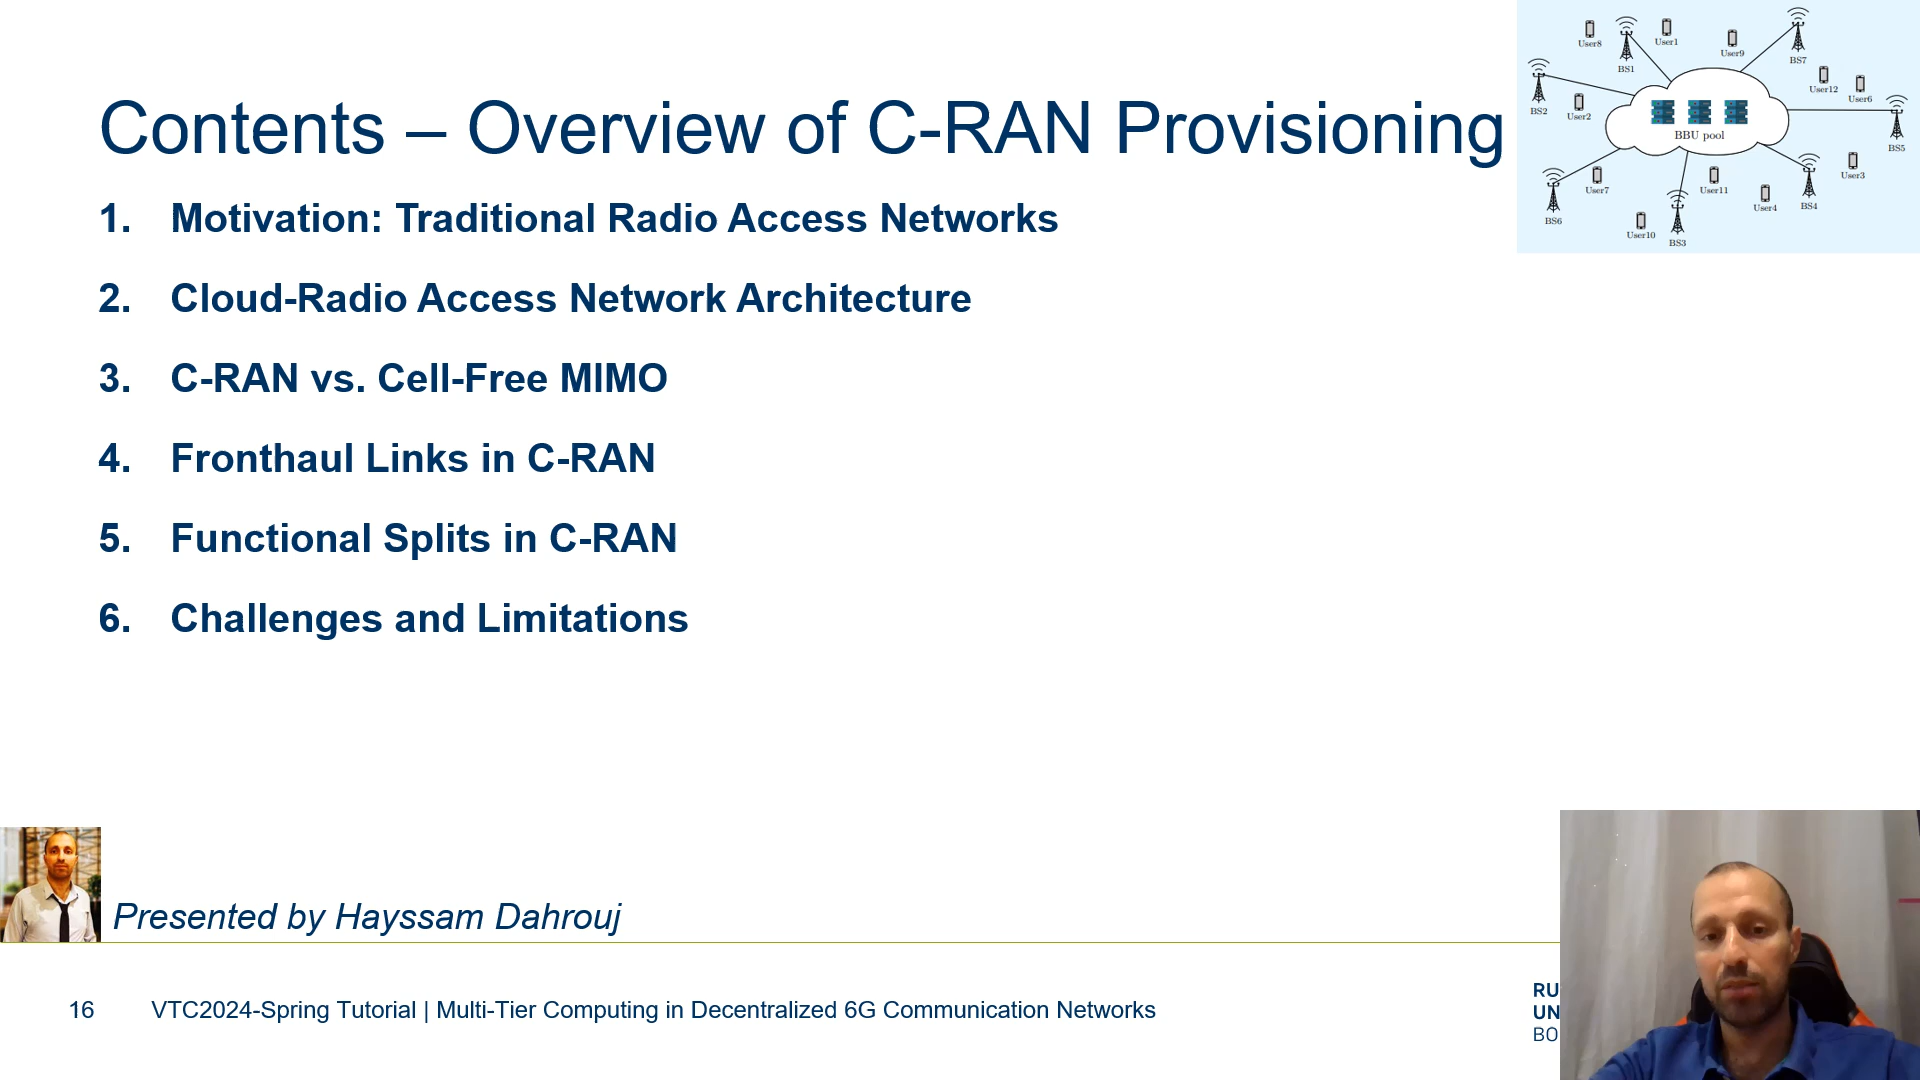 Contents – Overview of C-RAN Provisioning
1. Motivation: Traditional Radio Access Networks
2. Cloud-Radio Access Network Architecture
3. C-RAN vs. Cell-Free MIMO
4. Fronthaul Links in C-RAN
5. Functional Splits in C-RAN
6. Challenges and Limitations
User8
User1
User9
BS1
BS7
User12
User6
BS2
User2
BBU pool
BS5
User7
User11
User3
User4
BS4
BS6
User10
BS3
Presented by Hayssam Dahrouj
16 VTC2024-Spring Tutorial | Multi-Tier Computing in Decentralized 6G Communication Networks
RU
UN
BO